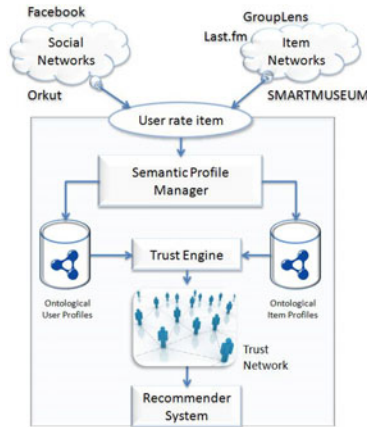 Facebook
GroupLens
Social
Networks
Last.fm
Item
Networks
Orkut
SMARTMUSEUM
User rate item
Semantic Profile
Manager
Trust Engine
Ontological
User Profiles
Ontological
Item Profiles
Trust
Network
Recommender
System